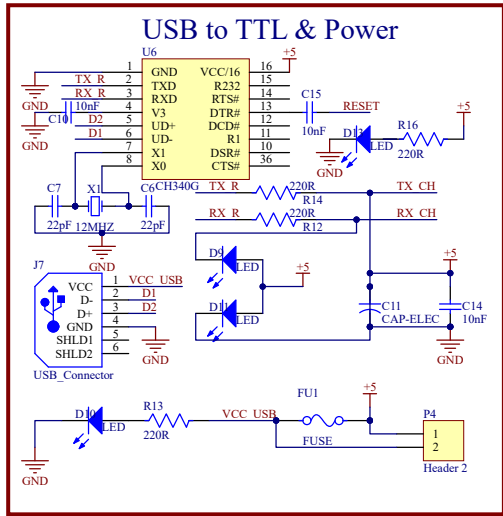 USB to TTL & Power
U6
+5
1 GND VCC/16 16
TX_R 2 TXD R232 15
RX_R 3 RXD RTS# 14
4 V3 DTR# 13
D2 5 UD+ DCD# 12
D1 6 UD- R1 11
7 X1 DSR# 10
8 X0 CTS# 36
CH340G
GND
C10 10nF
GND
C15
10nF
RESET
+5
D13
LED
R16
220R
GND
C7
22pF
X1
12MHZ
C6
22pF
GND
TX_R 220R TX_CH
R14
RX_R 220R RX_CH
R12
J7
VCC 1 VCC_USB
D- 2 D1
D+ 3 D2
GND 4
SHLD1 5
SHLD2 6
USB_Connector
GND
D9
LED
+5
D11
LED
+5
C11
CAP-ELEC
C14
10nF
GND
D10
LED
R13
220R
VCC_USB
FU1
FUSE
+5
P4
1
2
Header 2
GND